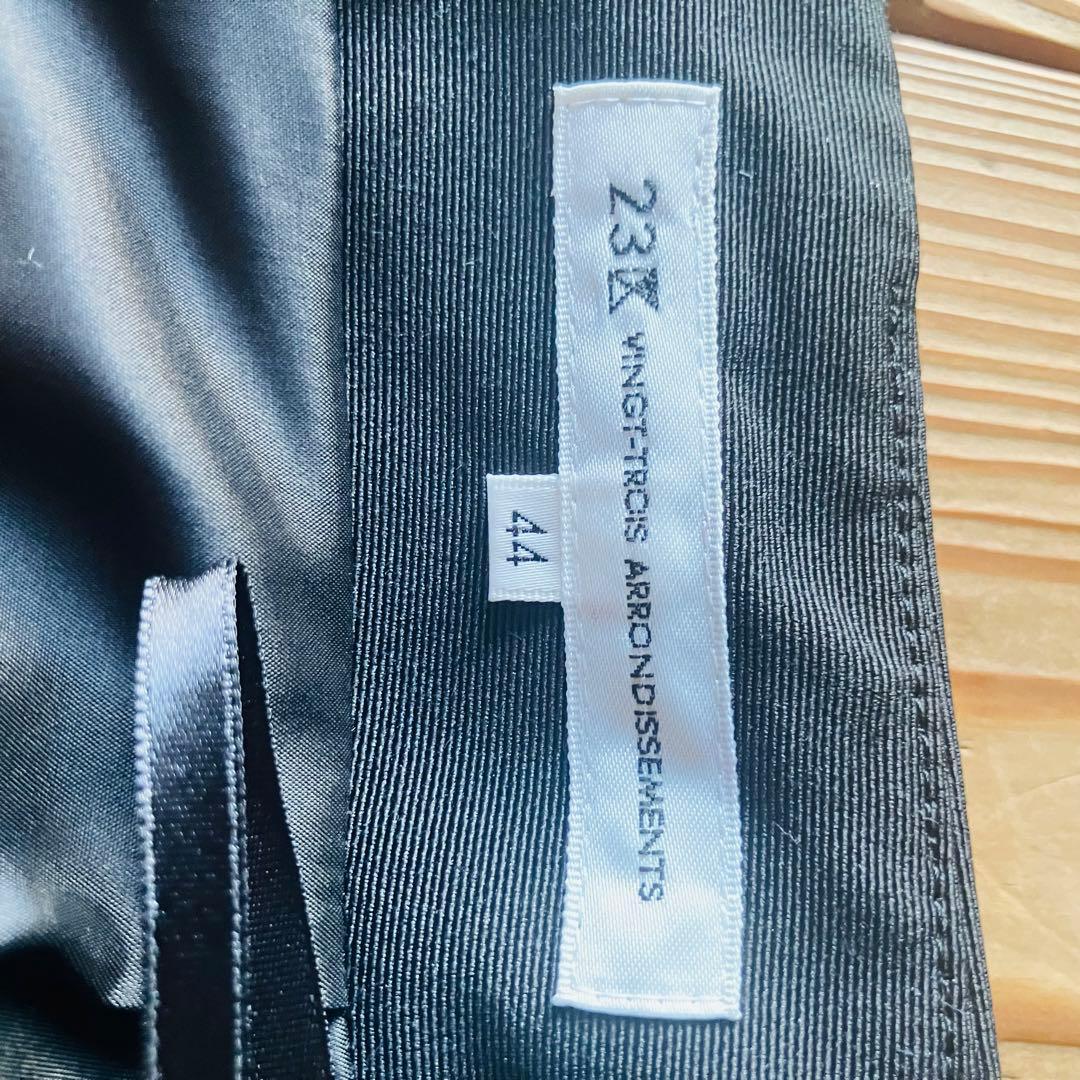 23区 VINGT-TROIS ARRONDISSEMENTS
44